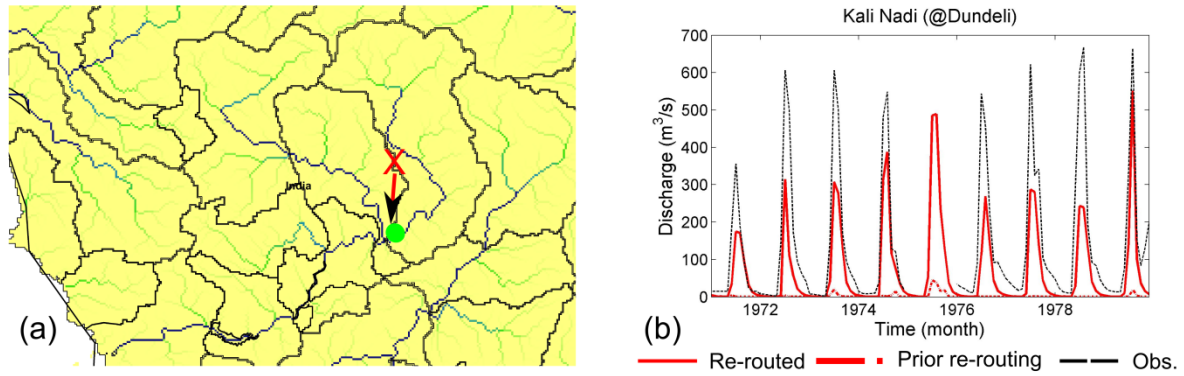 India
(a)
Kali Nadi (@Dundeli)
Discharge (m³/s)
700
600
500
400
300
200
100
0
1972
1974
1976
1978
Time (month)
(b)
Re-routed
Prior re-routing
Obs.